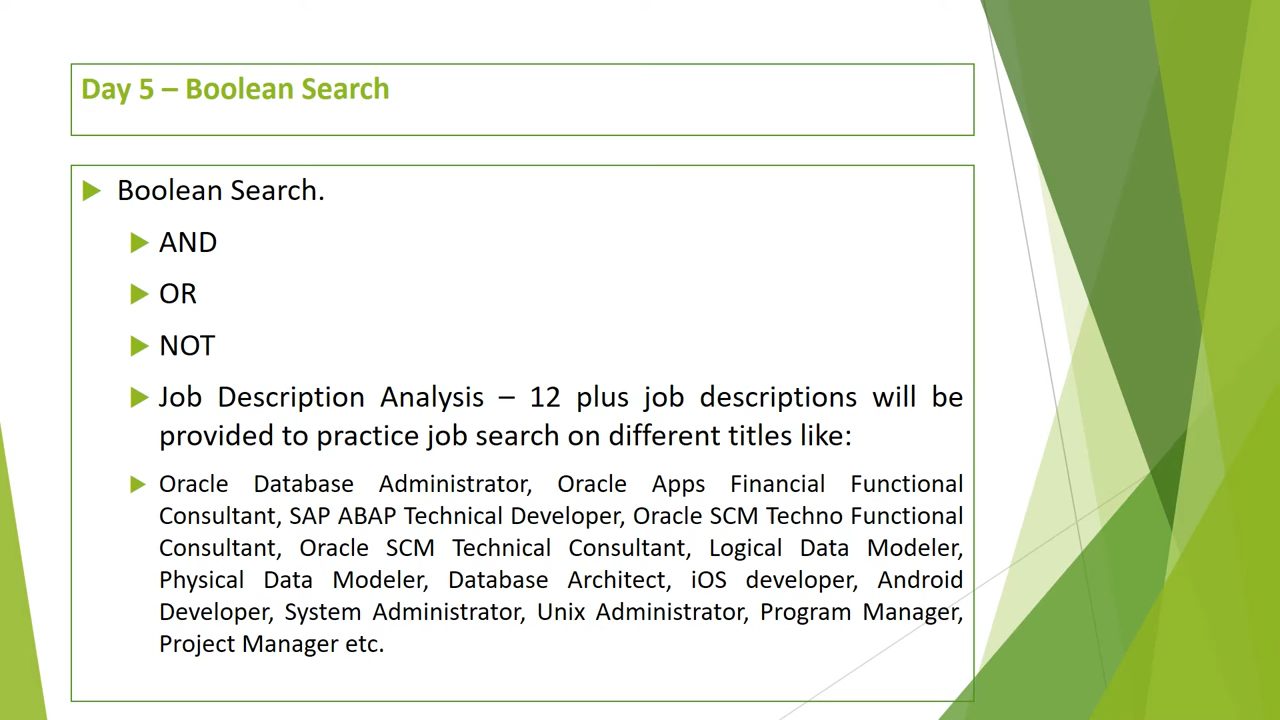 Day 5 – Boolean Search
Boolean Search.
AND
OR
NOT
Job Description Analysis – 12 plus job descriptions will be
provided to practice job search on different titles like:
Oracle Database Administrator, Oracle Apps Financial Functional
Consultant, SAP ABAP Technical Developer, Oracle SCM Techno Functional
Consultant, Oracle SCM Technical Consultant, Logical Data Modeler,
Physical Data Modeler, Database Architect, iOS developer, Android
Developer, System Administrator, Unix Administrator, Program Manager,
Project Manager etc.